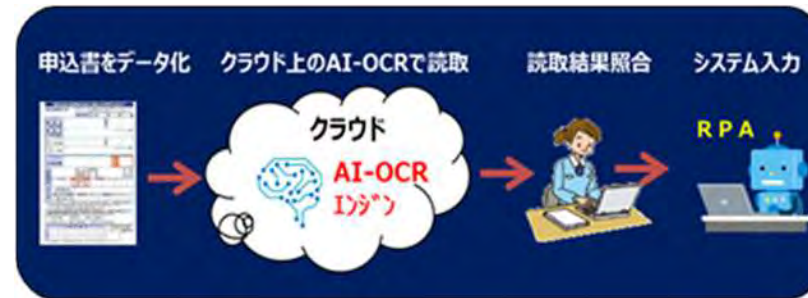 申込書をデータ化
クラウド上のAI-OCRで読取
読取結果照合
システム入力
クラウド
AI-OCR
ｴﾝｼﾞﾝ
RPA